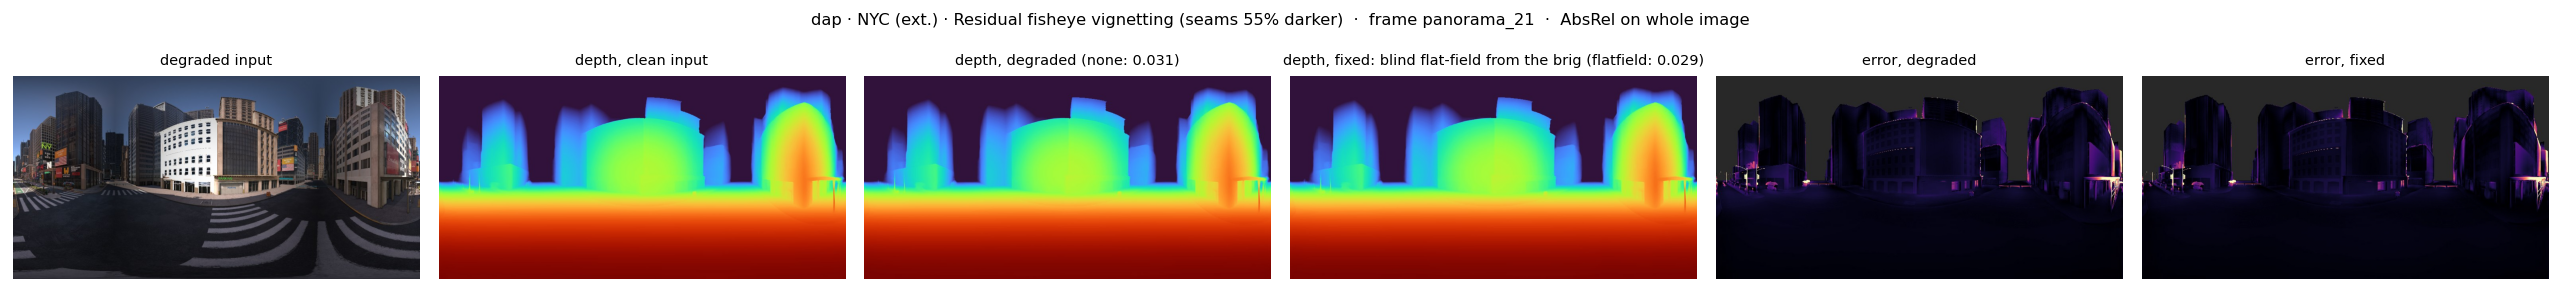 dap · NYC (ext.) · Residual fisheye vignetting (seams 55% darker)  ·  frame panorama_21  ·  AbsRel on whole image
degraded input
depth, clean input
depth, degraded (none: 0.031)
depth, fixed: blind flat-field from the brig (flatfield: 0.029)
error, degraded
error, fixed